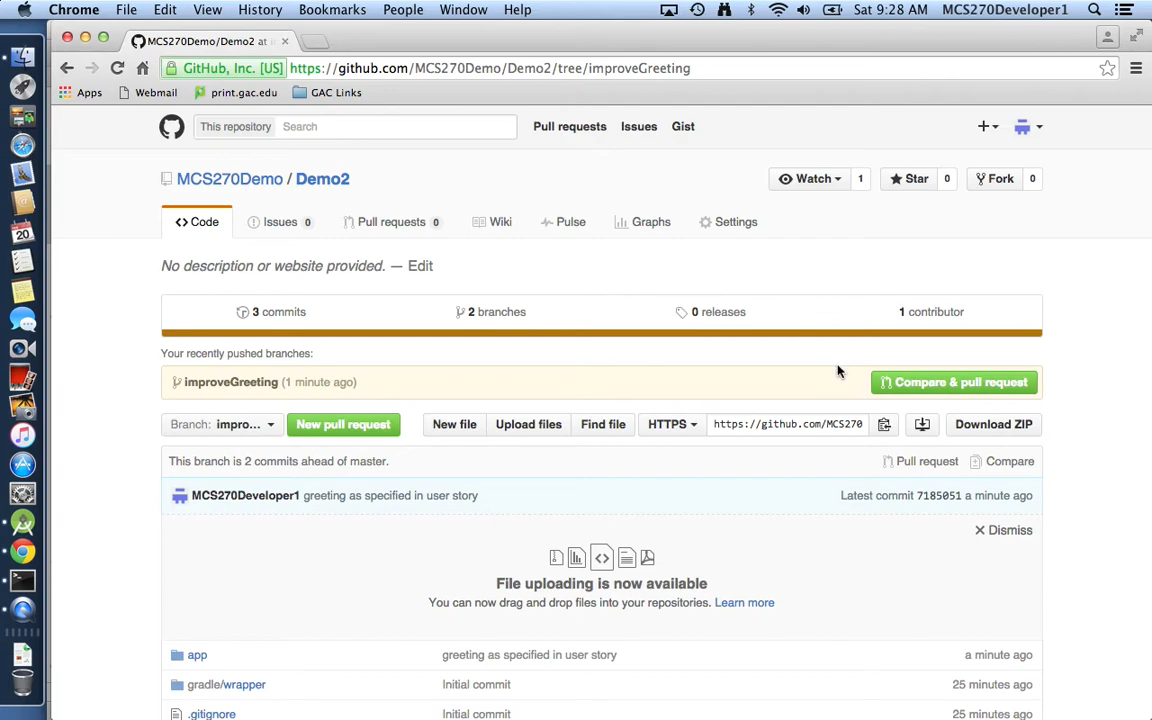 Chrome File Edit View History Bookmarks People Window Help Sat 9:28 AM MCS270Developer1
MCS270Demo/Demo2 at
GitHub, Inc. [US] https://github.com/MCS270Demo/Demo2/tree/improveGreeting
Apps Webmail print.gac.edu GAC Links
This repository Search Pull requests Issues Gist
MCS270Demo / Demo2 Watch 1 Star 0 Fork 0
Code Issues 0 Pull requests 0 Wiki Pulse Graphs Settings
No description or website provided. — Edit
3 commits 2 branches 0 releases 1 contributor
Your recently pushed branches:
improveGreeting (1 minute ago) Compare & pull request
Branch: impro... New pull request New file Upload files Find file HTTPS https://github.com/MCS270 Download ZIP
This branch is 2 commits ahead of master. Pull request Compare
MCS270Developer1 greeting as specified in user story Latest commit 7185051 a minute ago
Dismiss
File uploading is now available
You can now drag and drop files into your repositories. Learn more
app greeting as specified in user story a minute ago
gradle/wrapper Initial commit 25 minutes ago
.gitignore Initial commit 25 minutes ago
20